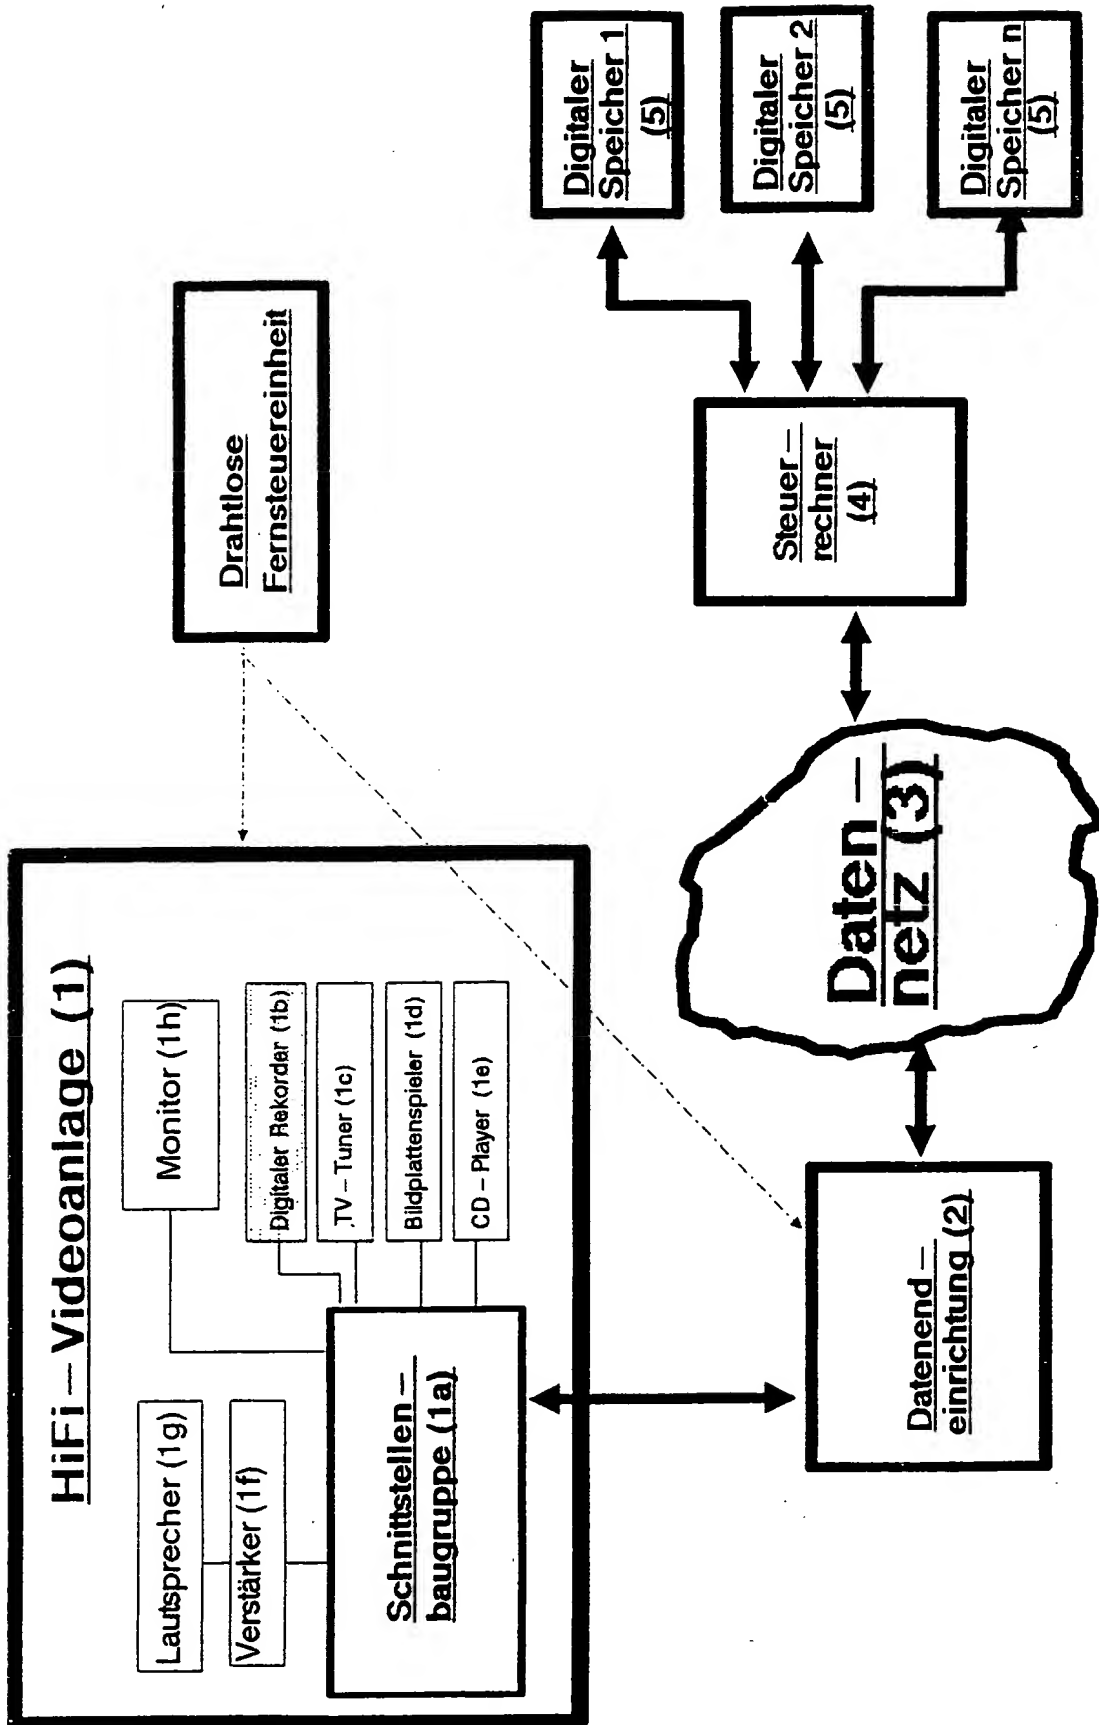 HiFi – Videoanlage (1)
Lautsprecher (1g)
Verstärker (1f)
Monitor (1h)
Digitaler Rekorder (1b)
TV – Tuner (1c)
Bildplattenspieler (1d)
CD – Player (1e)
Schnittstellen –
baugruppe (1a)
Drahtlose
Fernsteuereinheit
Datenend –
einrichtung (2)
Daten –
netz (3)
Steuer –
rechner
(4)
Digitaler
Speicher 1
(5)
Digitaler
Speicher 2
(5)
Digitaler
Speicher n
(5)